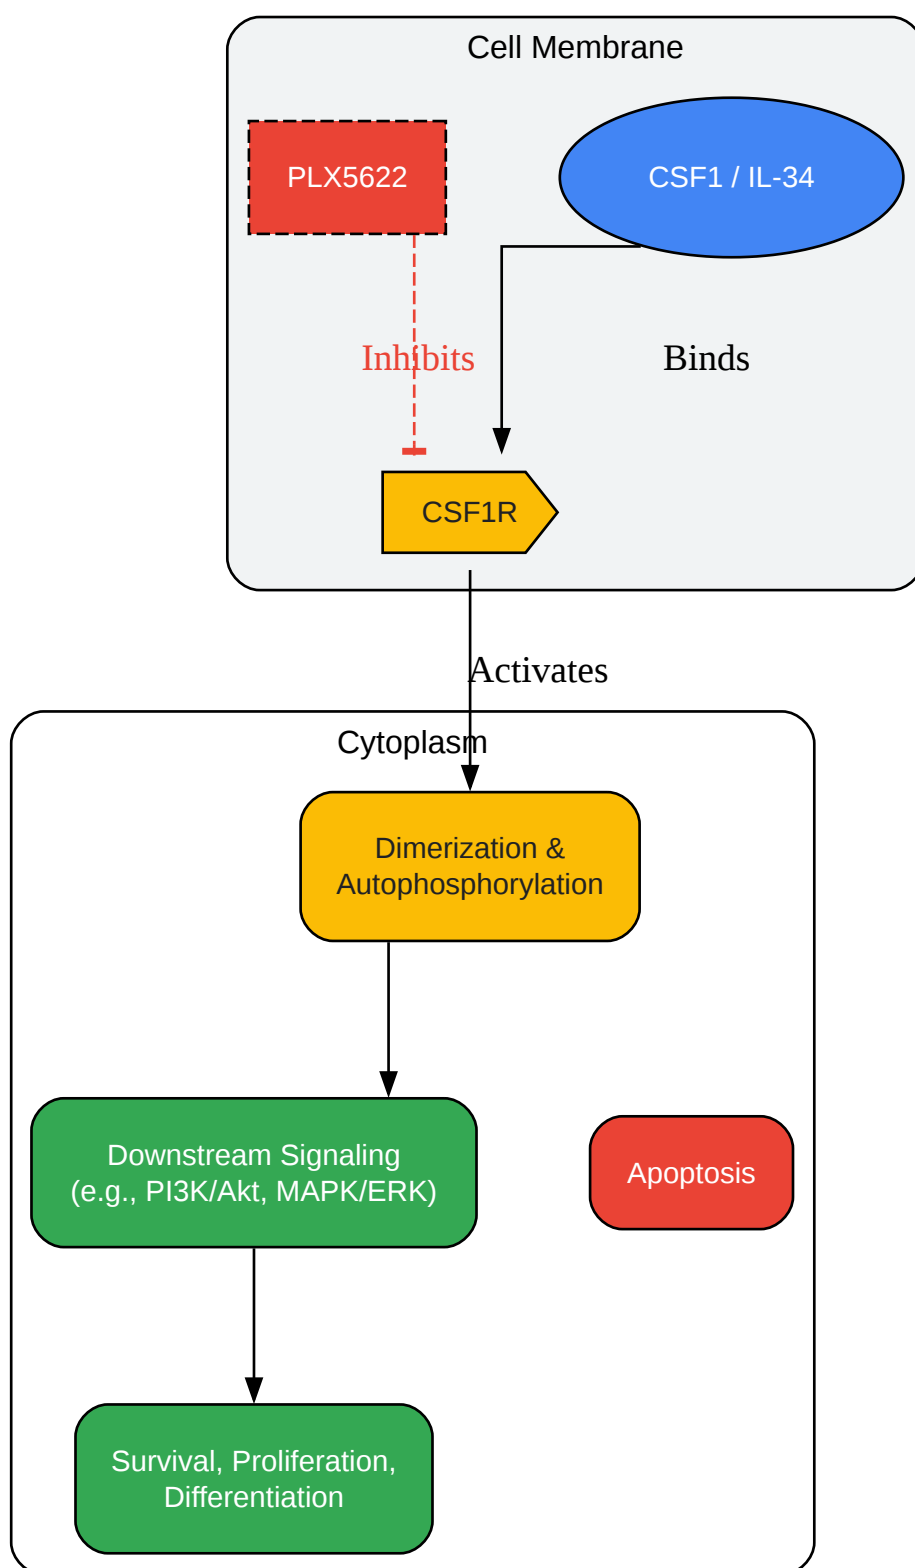 Cell Membrane
PLX5622
CSF1 / IL-34
Inhibits
Binds
CSF1R
Activates
Cytoplasm
Dimerization &
Autophosphorylation
Downstream Signaling
(e.g., PI3K/Akt, MAPK/ERK)
Apoptosis
Survival, Proliferation,
Differentiation